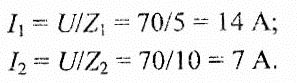 I₁ = U/Z₁ = 70/5 = 14 A;
I₂ = U/Z₂ = 70/10 = 7 A.